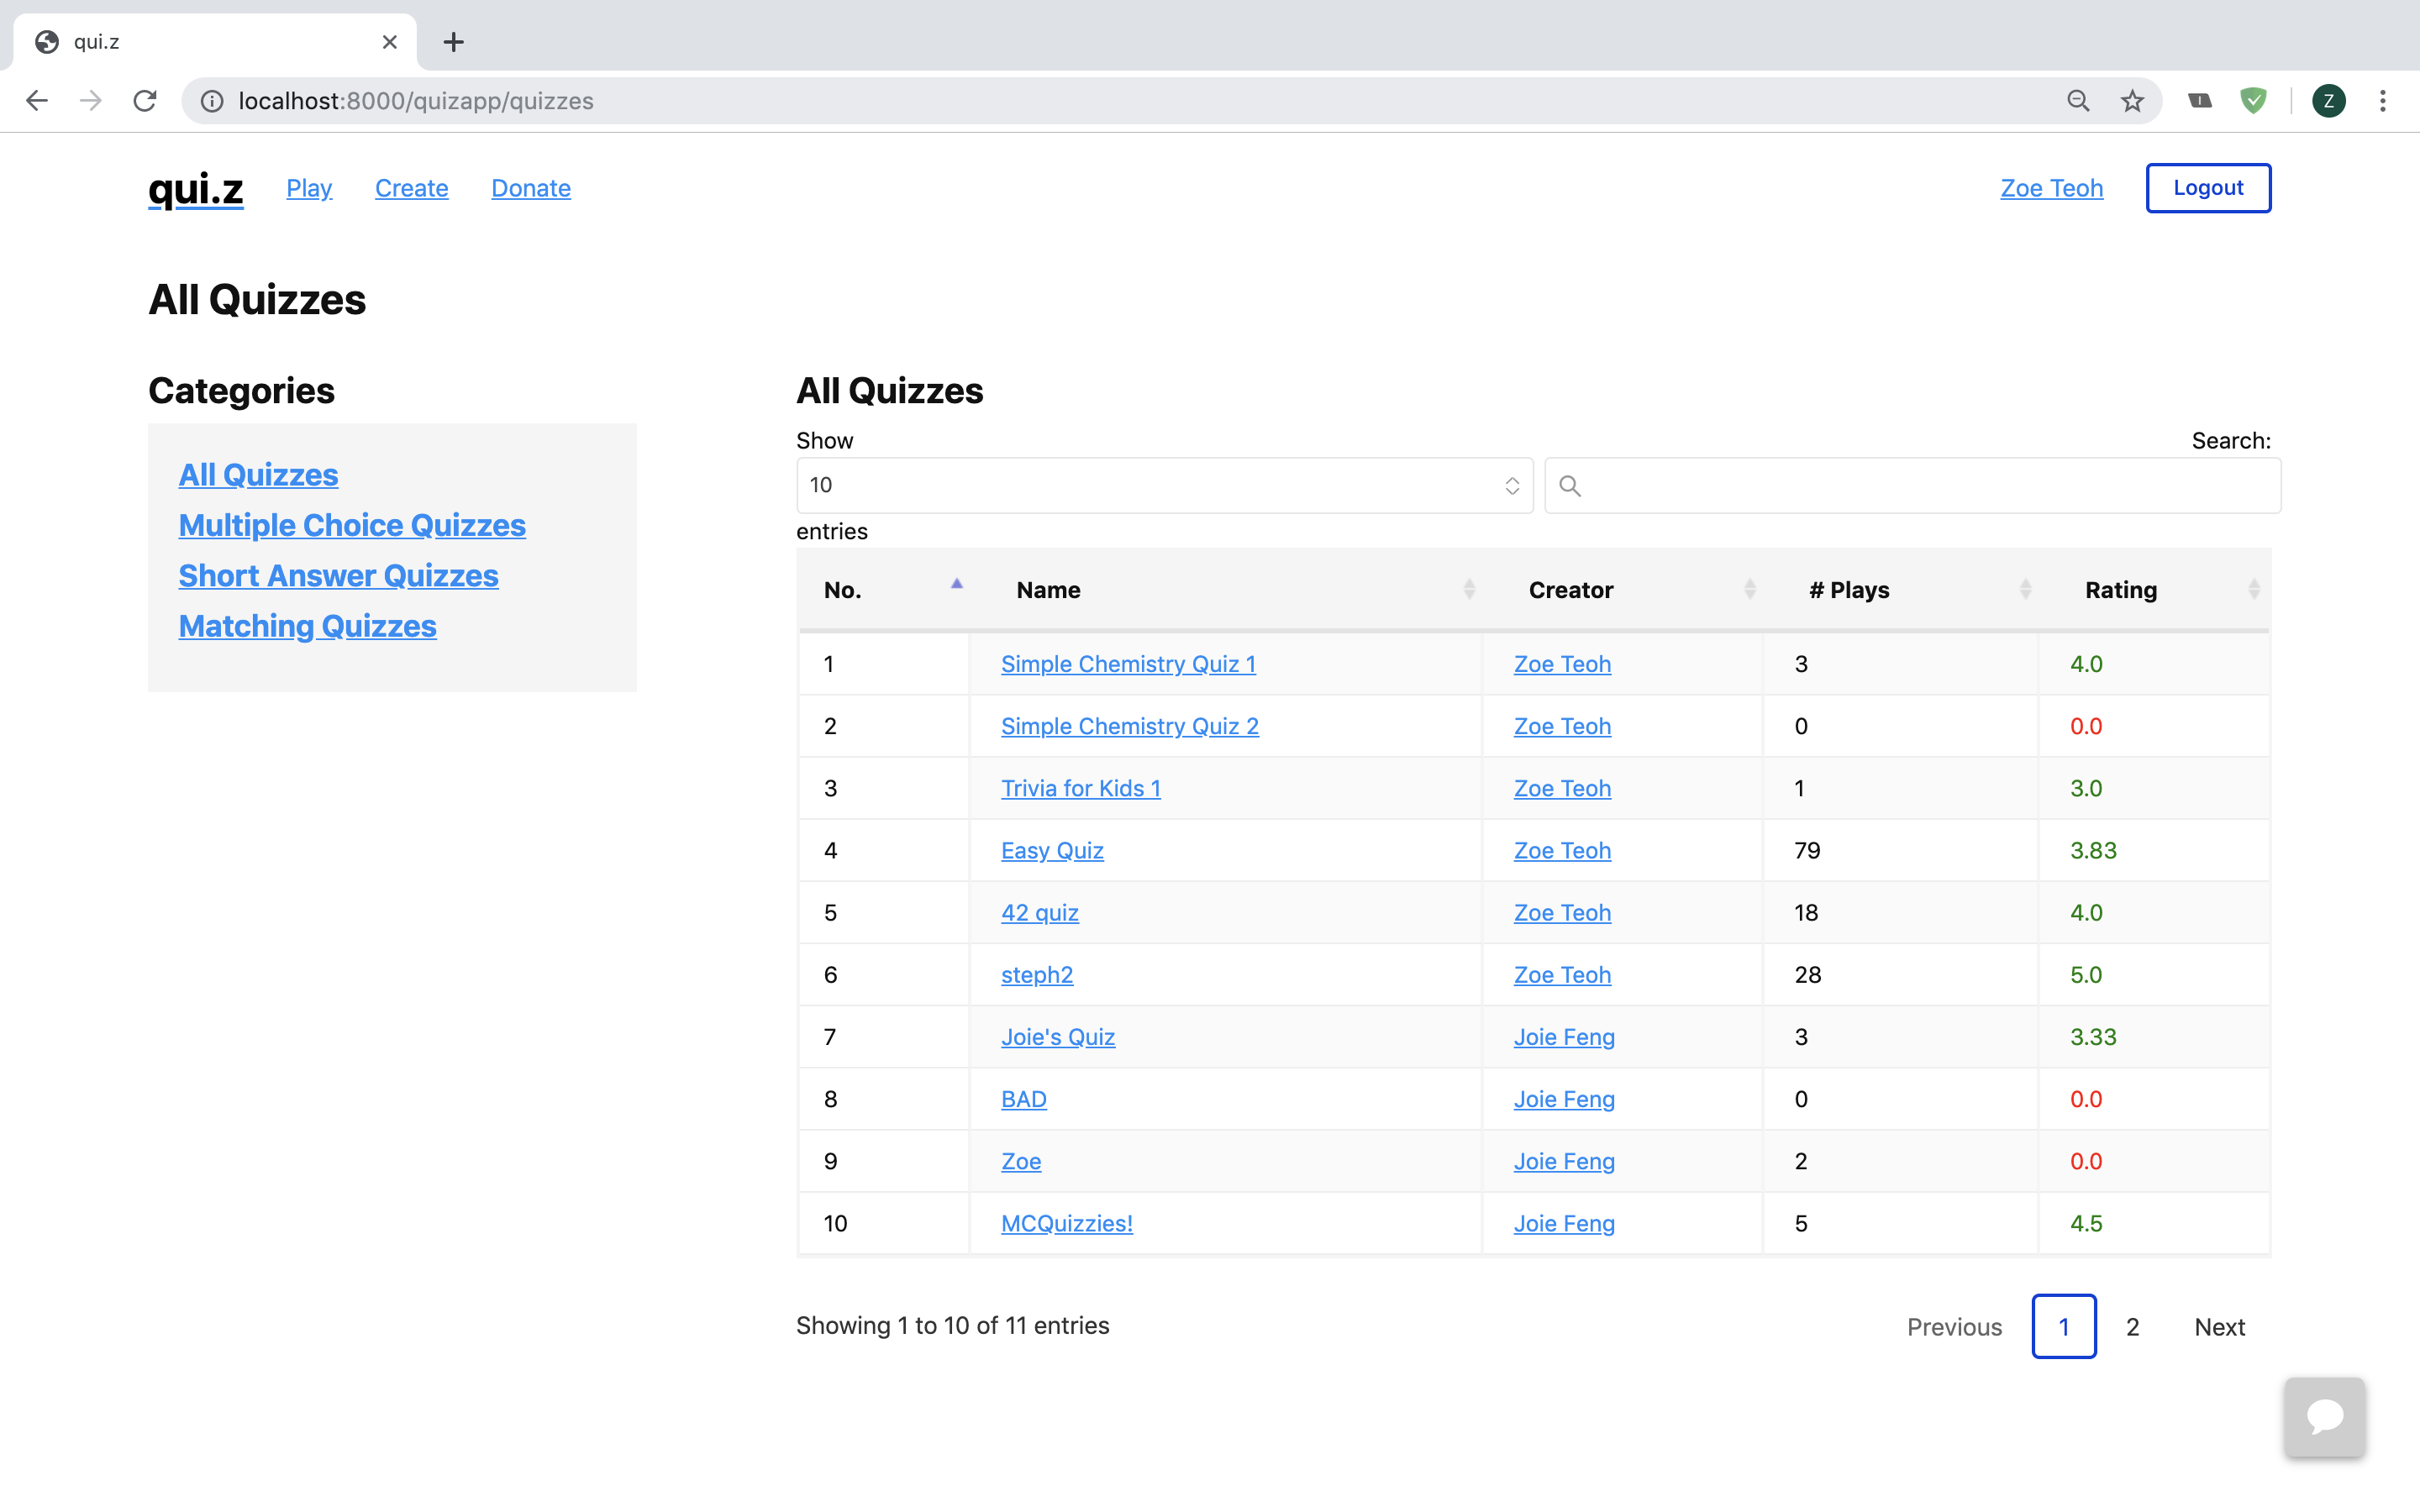 qui.z
localhost:8000/quizapp/quizzes
Z
qui.z Play Create Donate Zoe Teoh Logout
All Quizzes
Categories
All Quizzes
Multiple Choice Quizzes
Short Answer Quizzes
Matching Quizzes
All Quizzes
Show Search:
10
entries
No. Name Creator # Plays Rating
1 Simple Chemistry Quiz 1 Zoe Teoh 3 4.0
2 Simple Chemistry Quiz 2 Zoe Teoh 0 0.0
3 Trivia for Kids 1 Zoe Teoh 1 3.0
4 Easy Quiz Zoe Teoh 79 3.83
5 42 quiz Zoe Teoh 18 4.0
6 steph2 Zoe Teoh 28 5.0
7 Joie's Quiz Joie Feng 3 3.33
8 BAD Joie Feng 0 0.0
9 Zoe Joie Feng 2 0.0
10 MCQuizzies! Joie Feng 5 4.5
Showing 1 to 10 of 11 entries Previous 1 2 Next